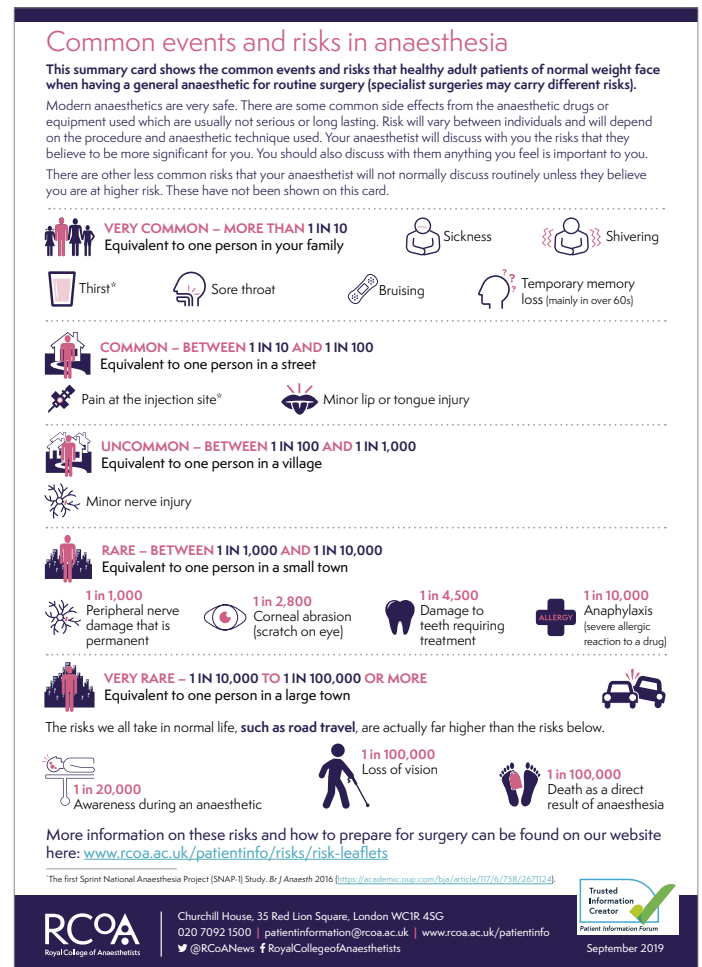 Common events and risks in anaesthesia
This summary card shows the common events and risks that healthy adult patients of normal weight face
when having a general anaesthetic for routine surgery (specialist surgeries may carry different risks).
Modern anaesthetics are very safe. There are some common side effects from the anaesthetic drugs or
equipment used which are usually not serious or long lasting. Risk will vary between individuals and will depend
on the procedure and anaesthetic technique used. Your anaesthetist will discuss with you the risks that they
believe to be more significant for you. You should also discuss with them anything you feel is important to you.
There are other less common risks that your anaesthetist will not normally discuss routinely unless they believe
you are at higher risk. These have not been shown on this card.
VERY COMMON – MORE THAN 1 IN 10
Equivalent to one person in your family
Sickness
Shivering
Thirst*
Sore throat
Bruising
? ? ?
Temporary memory
loss (mainly in over 60s)
COMMON – BETWEEN 1 IN 10 AND 1 IN 100
Equivalent to one person in a street
Pain at the injection site*
Minor lip or tongue injury
UNCOMMON – BETWEEN 1 IN 100 AND 1 IN 1,000
Equivalent to one person in a village
Minor nerve injury
RARE – BETWEEN 1 IN 1,000 AND 1 IN 10,000
Equivalent to one person in a small town
1 in 1,000
Peripheral nerve
damage that is
permanent
1 in 2,800
Corneal abrasion
(scratch on eye)
1 in 4,500
Damage to
teeth requiring
treatment
ALLERGY
1 in 10,000
Anaphylaxis
(severe allergic
reaction to a drug)
VERY RARE – 1 IN 10,000 TO 1 IN 100,000 OR MORE
Equivalent to one person in a large town
The risks we all take in normal life, such as road travel, are actually far higher than the risks below.
1 in 20,000
Awareness during an anaesthetic
1 in 100,000
Loss of vision
1 in 100,000
Death as a direct
result of anaesthesia
More information on these risks and how to prepare for surgery can be found on our website
here: www.rcoa.ac.uk/patientinfo/risks/risk-leaflets
*The first Sprint National Anaesthesia Project (SNAP-1) Study. Br J Anaesth 2016 (https://academic.oup.com/bja/article/117/6/758/2671124).
RCOA
Royal College of Anaesthetists
Churchill House, 35 Red Lion Square, London WC1R 4SG
020 7092 1500 | patientinformation@rcoa.ac.uk | www.rcoa.ac.uk/patientinfo
@RCoANews RoyalCollegeofAnaesthetists
Trusted
Information
Creator
Patient Information Forum
September 2019